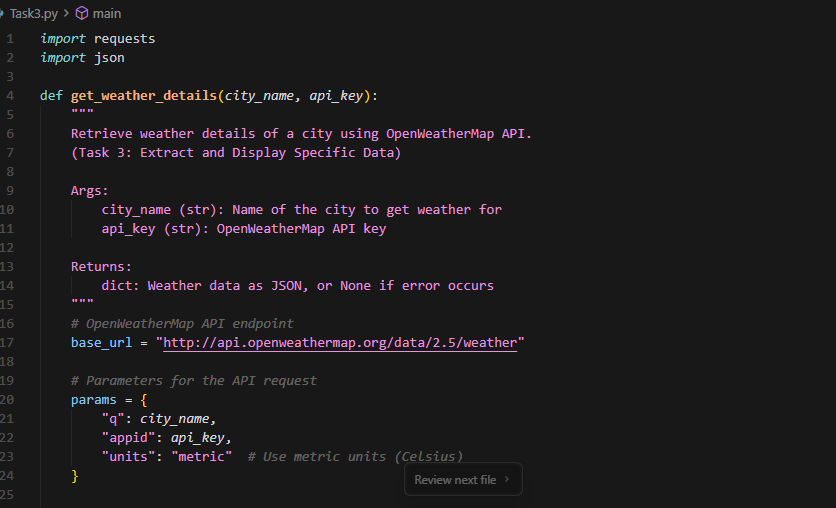 Task3.py > main
1 import requests
2 import json
3
4 def get_weather_details(city_name, api_key):
5     """
6     Retrieve weather details of a city using OpenWeatherMap API.
7     (Task 3: Extract and Display Specific Data)
8
9     Args:
10         city_name (str): Name of the city to get weather for
11         api_key (str): OpenWeatherMap API key
12
13     Returns:
14         dict: Weather data as JSON, or None if error occurs
15     """
16     # OpenWeatherMap API endpoint
17     base_url = "http://api.openweathermap.org/data/2.5/weather"
18
19     # Parameters for the API request
20     params = {
21         "q": city_name,
22         "appid": api_key,
23         "units": "metric"  # Use metric units (Celsius)
24     }
Review next file >
25